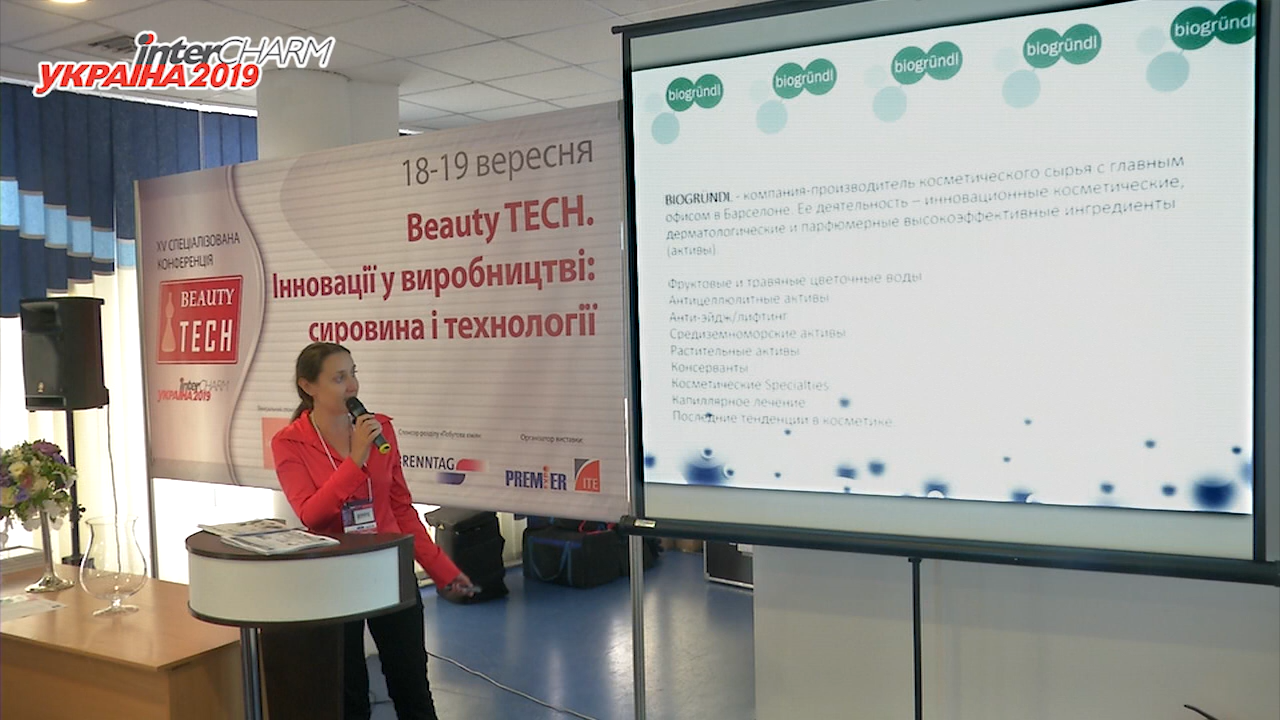 interCHARM
УКРАЇНА 2019
18-19 вересня
Beauty TECH.
Інновації у виробництві:
сировина і технології
XV СПЕЦІАЛІЗОВАНА
КОНФЕРЕНЦІЯ
BEAUTY
TECH
interCHARM
УКРАЇНА 2019
Організатор виставки:
BRENNTAG
PREMIER
ITE
biogründl
biogründl
biogründl
biogründl
biogründl
BIOGRÜNDL - компания-производитель косметического сырья с главным
офисом в Барселоне. Ее деятельность – инновационные косметические,
дерматологические и парфюмерные высокоэффективные ингредиенты
(активы).
Фруктовые и травяные цветочные воды
Антицеллюлитные активы
Анти-эйдж/лифтинг
Средиземноморские активы
Растительные активы
Консерванты
Косметические Specialties
Капиллярное лечение
Последние тенденции в косметике